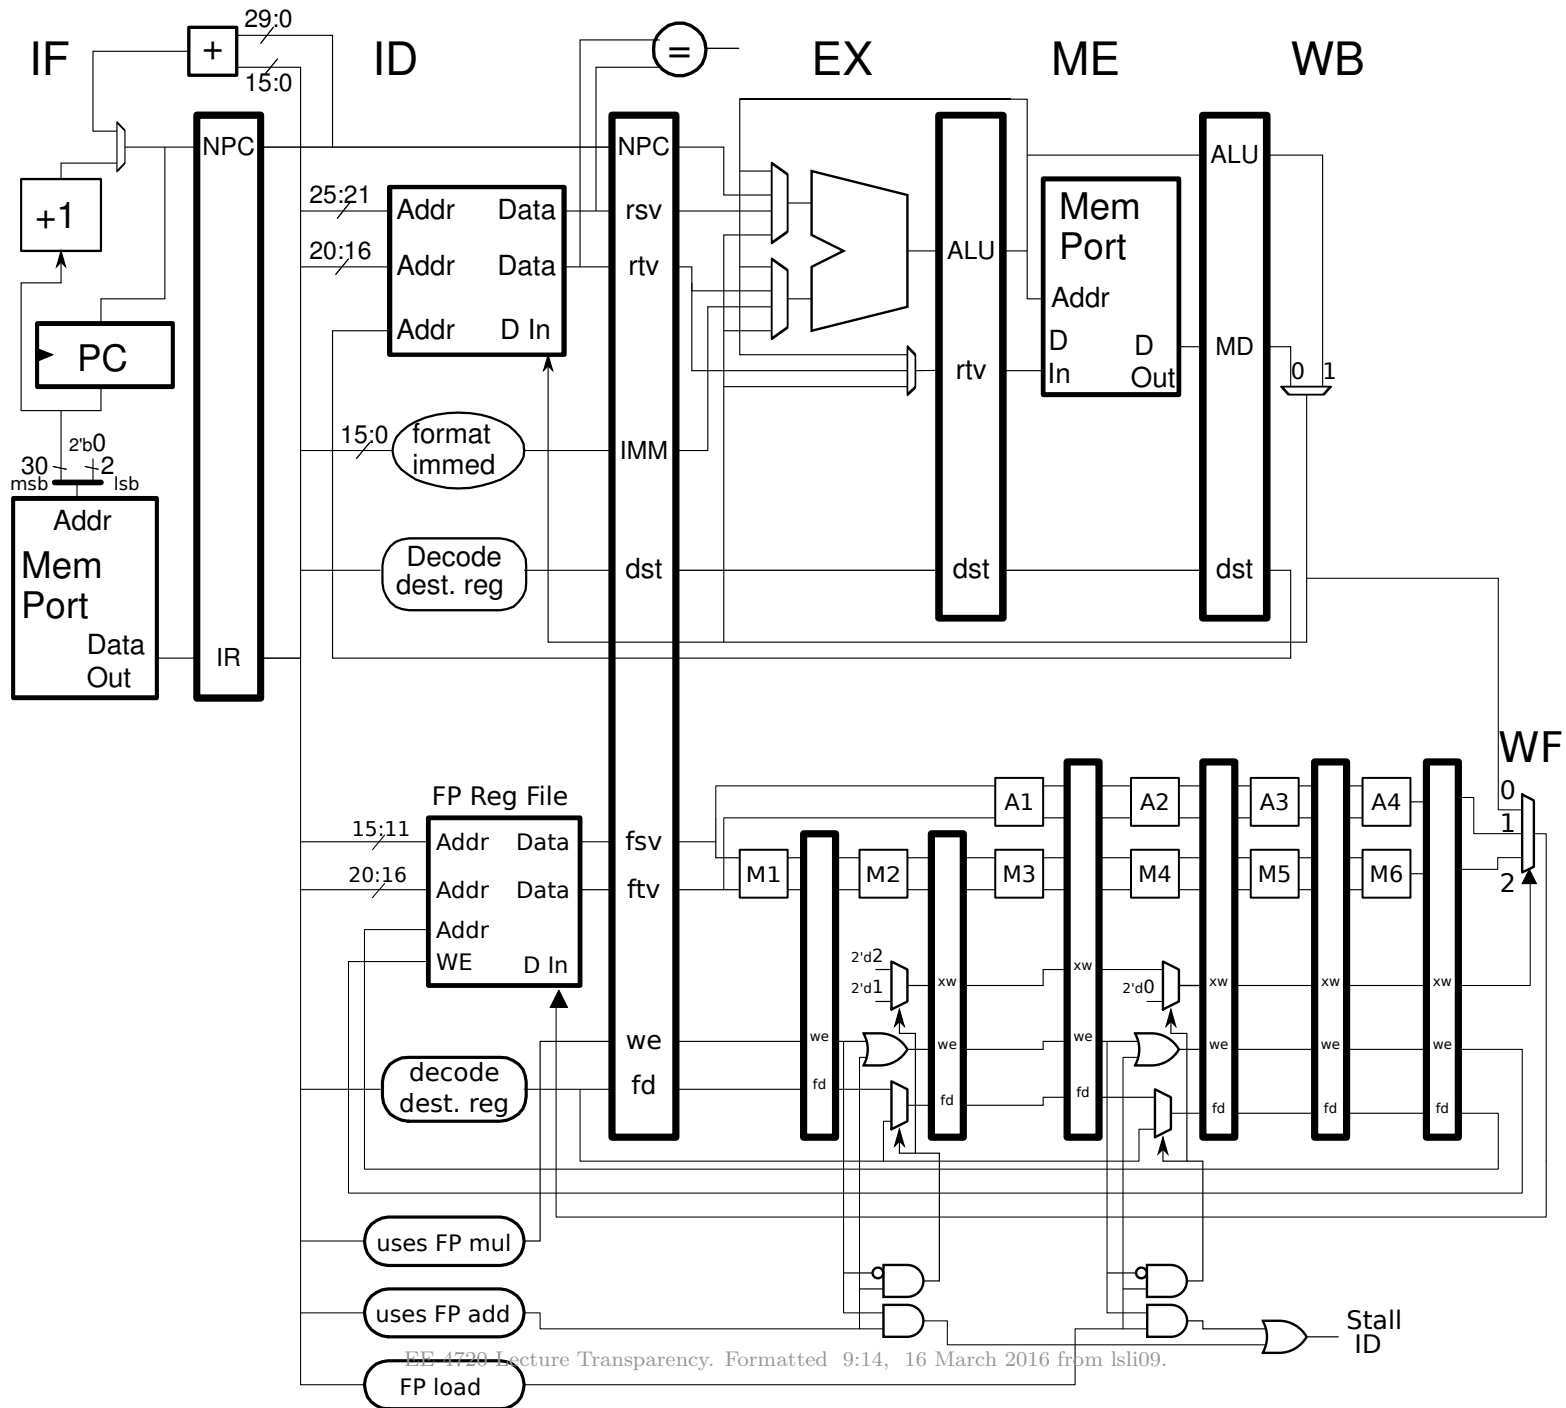 29:0
IF
ID
EX
ME
WB
+
=
15:0
NPC
NPC
ALU
+1
25:21
Addr
Data
rsv
Mem
Port
20:16
Addr
Data
rtv
ALU
Addr
Addr
D In
PC
D
In
D
Out
MD
rtv
0
1
15:0
format
immed
IMM
2'b0
30
2
msb
lsb
Addr
Mem
Port
Data
Out
Decode
dest. reg
dst
dst
dst
IR
WF
FP Reg File
A1
A2
A3
A4
0
1
2
15:11
Addr
Data
fsv
20:16
Addr
Data
ftv
M1
M2
M3
M4
M5
M6
Addr
WE
D In
2'd2
2'd1
xw
xw
2'd0
xw
xw
xw
we
we
we
we
we
we
we
decode
dest. reg
fd
fd
fd
fd
fd
fd
fd
uses FP mul
uses FP add
Stall
ID
EE 4720 Lecture Transparency. Formatted 9:14, 16 March 2016 from lsli09.
FP load